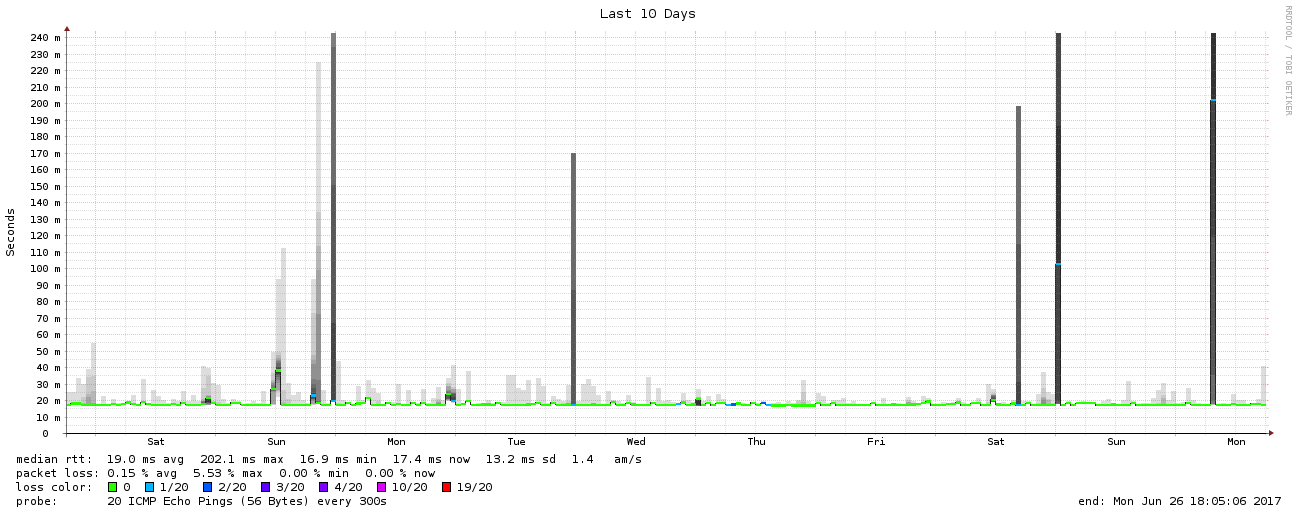 Last 10 Days
RRDTOOL / TOBI OETIKER
Seconds
240 m
230 m
220 m
210 m
200 m
190 m
180 m
170 m
160 m
150 m
140 m
130 m
120 m
110 m
100 m
90 m
80 m
70 m
60 m
50 m
40 m
30 m
20 m
10 m
0
Sat Sun Mon Tue Wed Thu Fri Sat Sun Mon
median rtt: 19.0 ms avg 202.1 ms max 16.9 ms min 17.4 ms now 13.2 ms sd 1.4 am/s
packet loss: 0.15 % avg 5.53 % max 0.00 % min 0.00 % now
loss color: 0 1/20 2/20 3/20 4/20 10/20 19/20
probe: 20 ICMP Echo Pings (56 Bytes) every 300s end: Mon Jun 26 18:05:06 2017